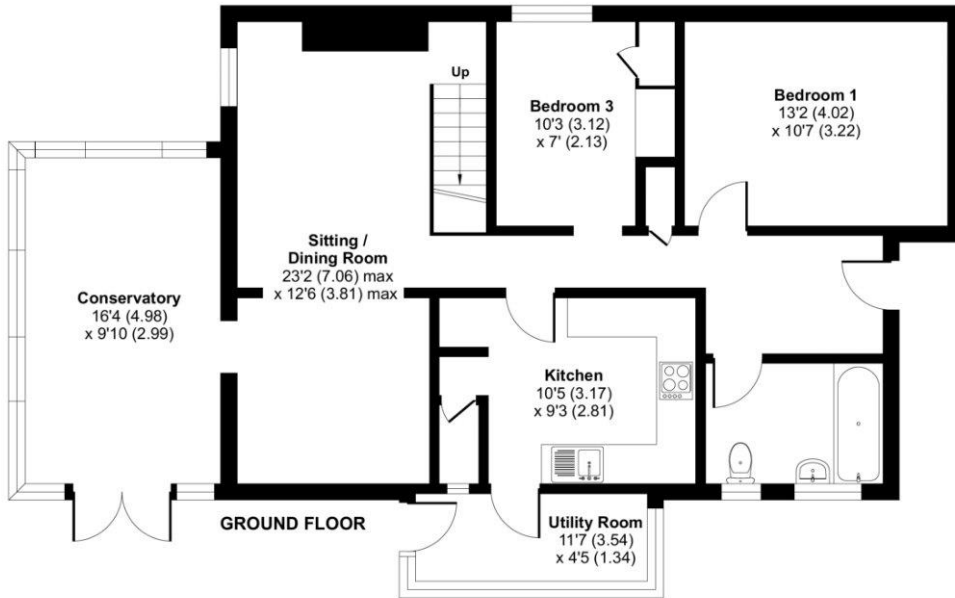 Up
Bedroom 3
10'3 (3.12)
x 7' (2.13)
Bedroom 1
13'2 (4.02)
x 10'7 (3.22)
Sitting /
Dining Room
23'2 (7.06) max
x 12'6 (3.81) max
Conservatory
16'4 (4.98)
x 9'10 (2.99)
Kitchen
10'5 (3.17)
x 9'3 (2.81)
GROUND FLOOR
Utility Room
11'7 (3.54)
x 4'5 (1.34)